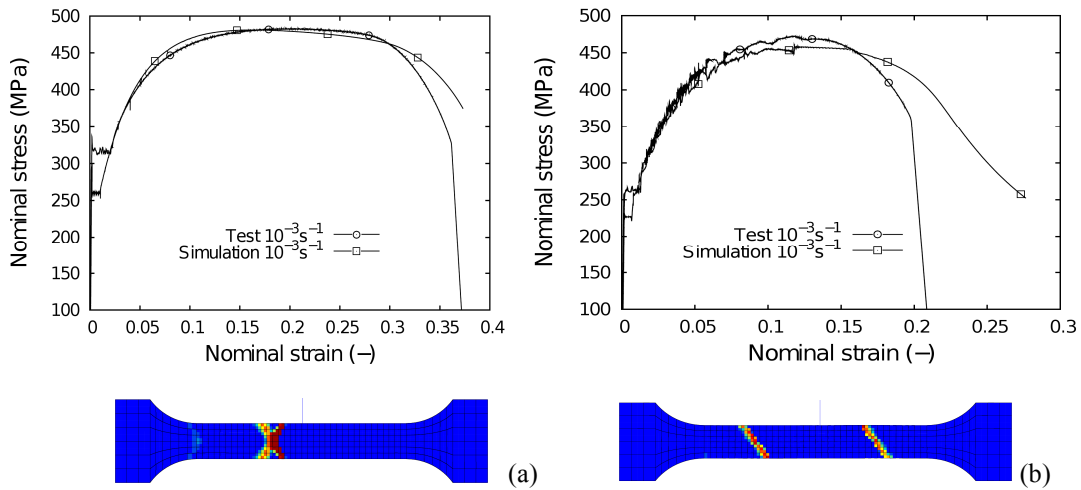 500
450
400
350
300
250
200
150
100
Nominal stress (MPa)
Test 10⁻³s⁻¹
Simulation 10⁻³s⁻¹
0 0.05 0.1 0.15 0.2 0.25 0.3 0.35 0.4
Nominal strain (−)
(a)
500
450
400
350
300
250
200
150
100
Nominal stress (MPa)
Test 10⁻³s⁻¹
Simulation 10⁻³s⁻¹
0 0.05 0.1 0.15 0.2 0.25 0.3
Nominal strain (−)
(b)